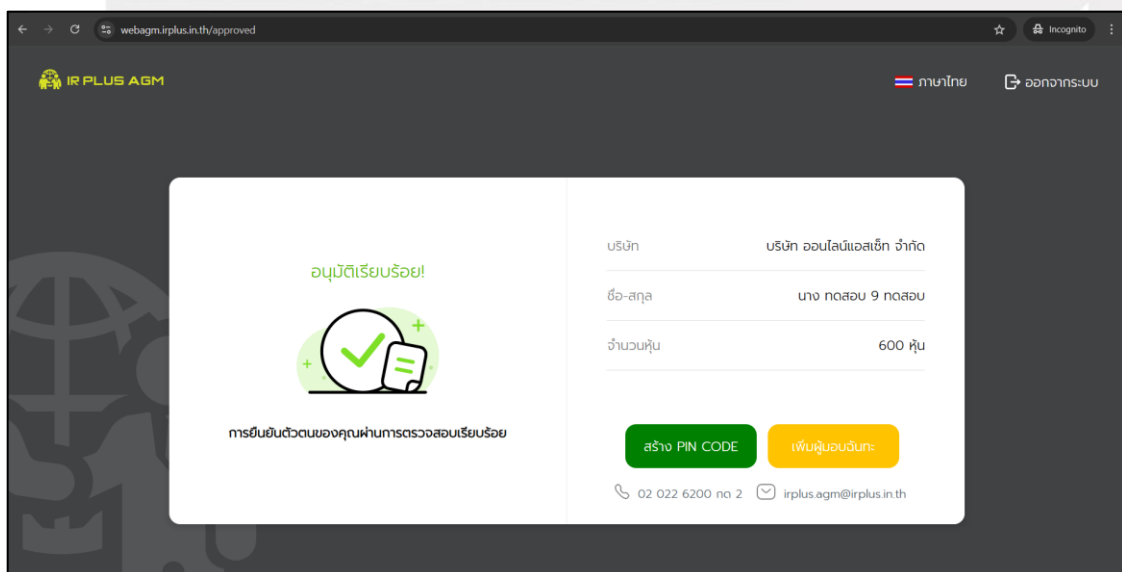 webagm.irplus.in.th/approved
Incognito
IR PLUS AGM
ภาษาไทย
ออกจากระบบ
อนุมัติเรียบร้อย!
การยืนยันตัวตนของคุณผ่านการตรวจสอบเรียบร้อย
บริษัท บริษัท ออนไลน์แอสเซ็ท จำกัด
ชื่อ-สกุล นาง ทดสอบ 9 ทดสอบ
จำนวนหุ้น 600 หุ้น
สร้าง PIN CODE
เพิ่มผู้มอบฉันทะ
02 022 6200 กด 2 irplus.agm@irplus.in.th